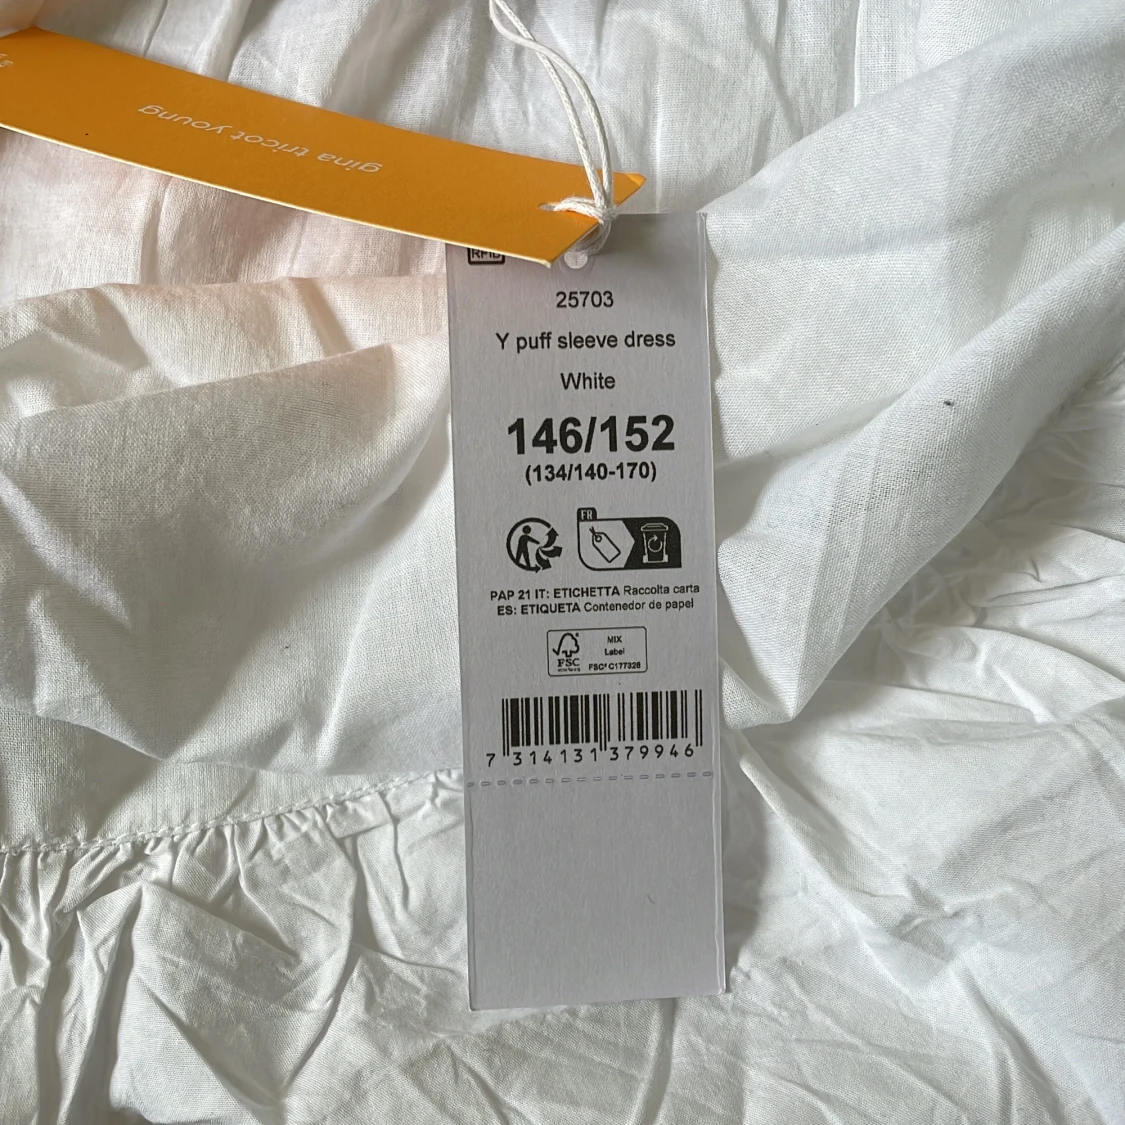 gina tricot young
RFID
25703
Y puff sleeve dress
White
146/152
(134/140-170)
FR
PAP 21 IT: ETICHETTA Raccolta carta
ES: ETIQUETA Contenedor de papel
FSC
MIX
Label
FSC® C177328
7 314131 379946